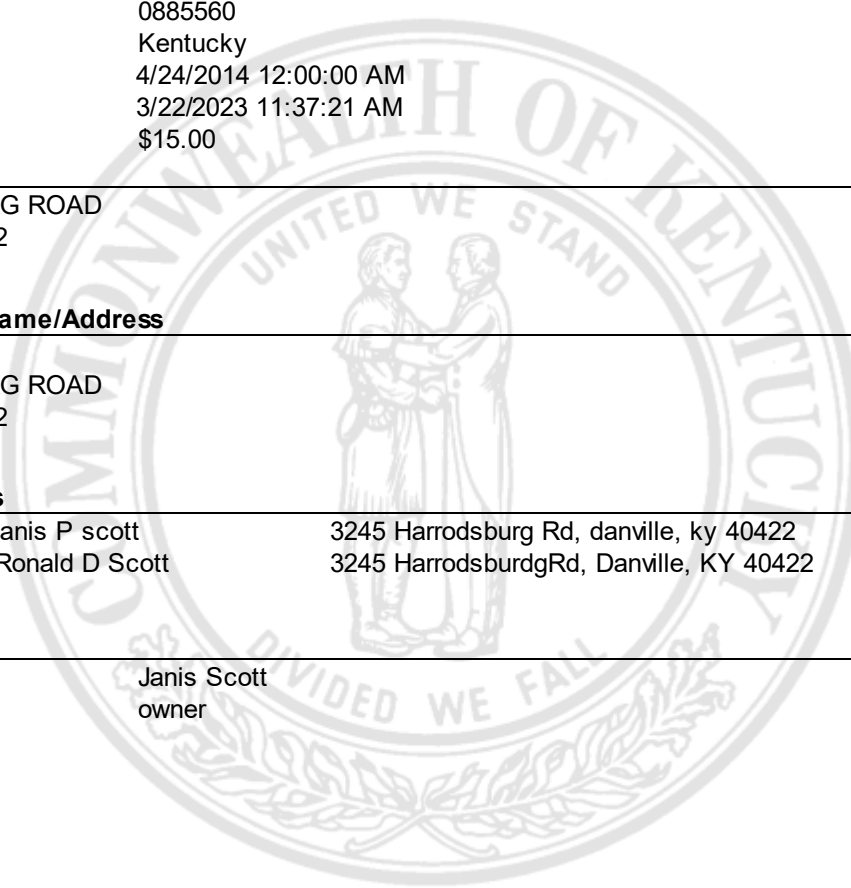 0885560
Kentucky
4/24/2014 12:00:00 AM
3/22/2023 11:37:21 AM
$15.00
G ROAD
2
ame/Address
G ROAD
2
s
anis P scott 3245 Harrodsburg Rd, danville, ky 40422
Ronald D Scott 3245 HarrodsburdgRd, Danville, KY 40422
Janis Scott
owner
COMMONWEALTH OF KENTUCKY
UNITED WE STAND
DIVIDED WE FALL